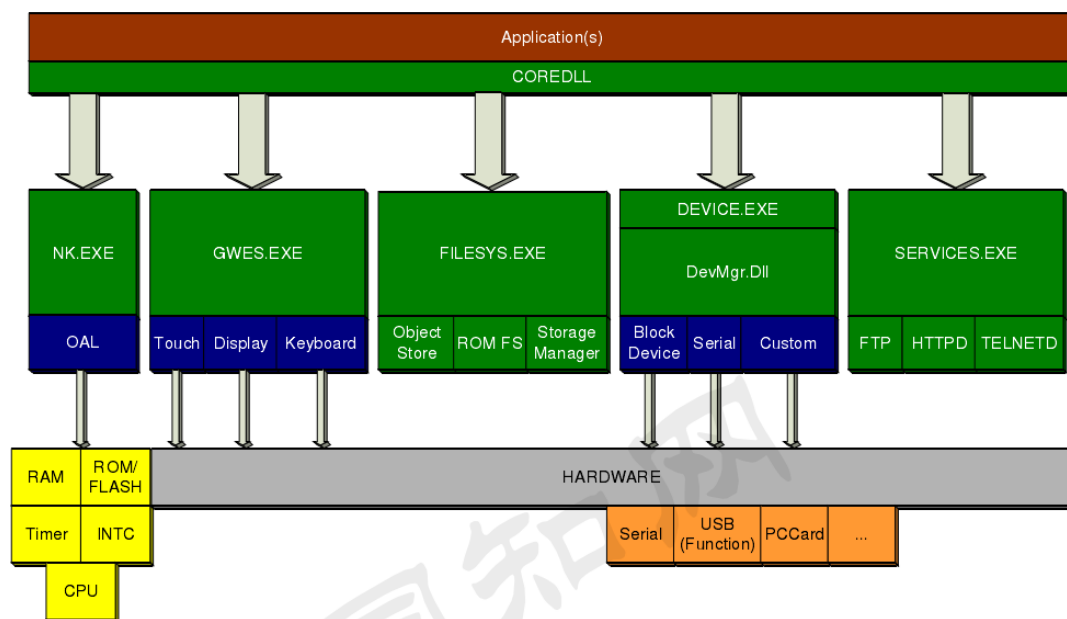 Application(s)
COREDLL
NK.EXE
GWES.EXE
FILESYS.EXE
DEVICE.EXE
DevMgr.Dll
SERVICES.EXE
OAL
Touch
Display
Keyboard
Object
Store
ROM FS
Storage
Manager
Block
Device
Serial
Custom
FTP
HTTPD
TELNETD
RAM
ROM/
FLASH
HARDWARE
Timer
INTC
Serial
USB
(Function)
PCCard
...
CPU
知网